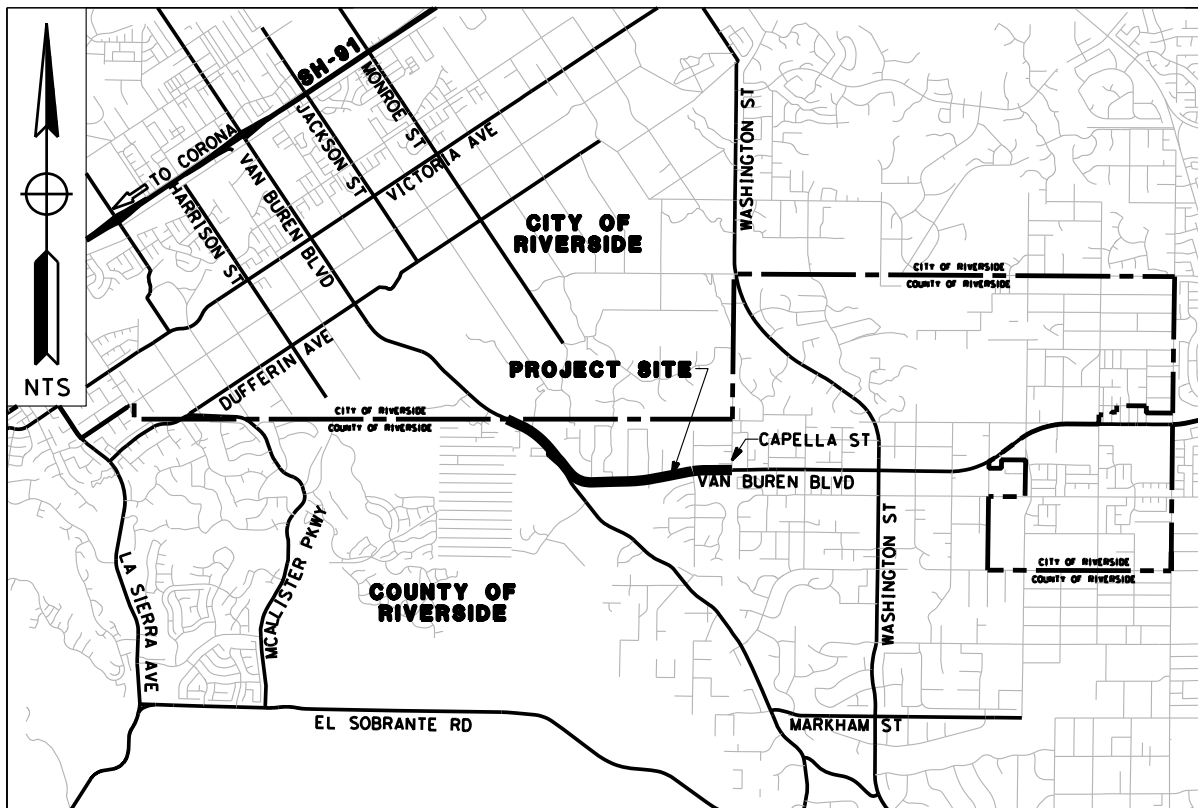 SH-91
MONROE ST
JACKSON ST
VICTORIA AVE
TO CORONA
VAN BUREN BLVD
HARRISON ST
WASHINGTON ST
CITY OF
RIVERSIDE
CITY OF RIVERSIDE
COUNTY OF RIVERSIDE
NTS
DUFFERIN AVE
PROJECT SITE
CITY OF RIVERSIDE
COUNTY OF RIVERSIDE
CAPELLA ST
VAN BUREN BLVD
LA SIERRA AVE
MCALLISTER PKWY
COUNTY OF
RIVERSIDE
WASHINGTON ST
CITY OF RIVERSIDE
COUNTY OF RIVERSIDE
EL SOBRANTE RD
MARKHAM ST